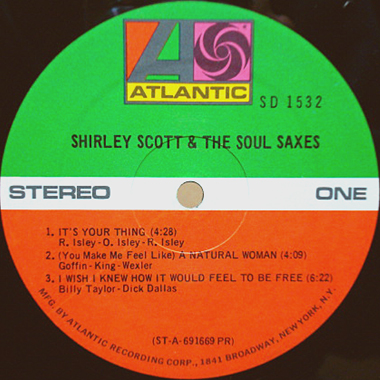 ATLANTIC
SD 1532
SHIRLEY SCOTT & THE SOUL SAXES
STEREO ONE
1. IT'S YOUR THING (4:28)
R. Isley-O. Isley-R. Isley
2. (You Make Me Feel Like) A NATURAL WOMAN (4:09)
Goffin-King-Wexler
3. I WISH I KNEW HOW IT WOULD FEEL TO BE FREE (6:22)
Billy Taylor-Dick Dallas
(ST-A-691669 PR)
MFG. BY ATLANTIC RECORDING CORP., 1841 BROADWAY, NEW YORK, N.Y.